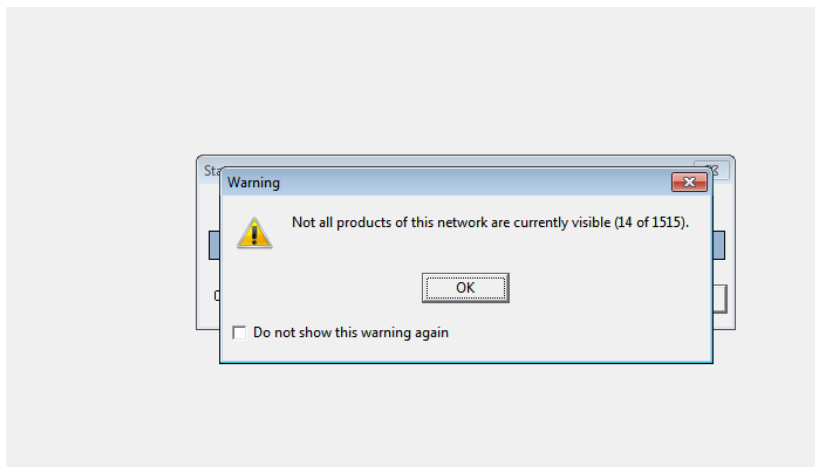 Warning
Not all products of this network are currently visible (14 of 1515).
OK
Do not show this warning again